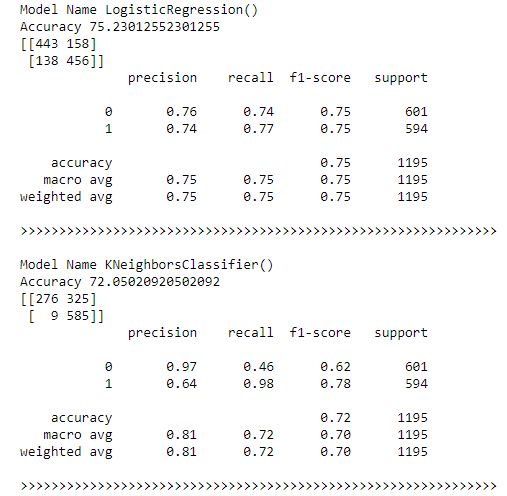 Model Name LogisticRegression()
Accuracy 75.23012552301255
[[443 158]
 [138 456]]
              precision    recall  f1-score   support

           0       0.76      0.74      0.75       601
           1       0.74      0.77      0.75       594

    accuracy                           0.75      1195
   macro avg       0.75      0.75      0.75      1195
weighted avg       0.75      0.75      0.75      1195

>>>>>>>>>>>>>>>>>>>>>>>>>>>>>>>>>>>>>>>>>>>>>>>>>>>>>>>>>>>>>>

Model Name KNeighborsClassifier()
Accuracy 72.05020920502092
[[276 325]
 [  9 585]]
              precision    recall  f1-score   support

           0       0.97      0.46      0.62       601
           1       0.64      0.98      0.78       594

    accuracy                           0.72      1195
   macro avg       0.81      0.72      0.70      1195
weighted avg       0.81      0.72      0.70      1195

>>>>>>>>>>>>>>>>>>>>>>>>>>>>>>>>>>>>>>>>>>>>>>>>>>>>>>>>>>>>>>